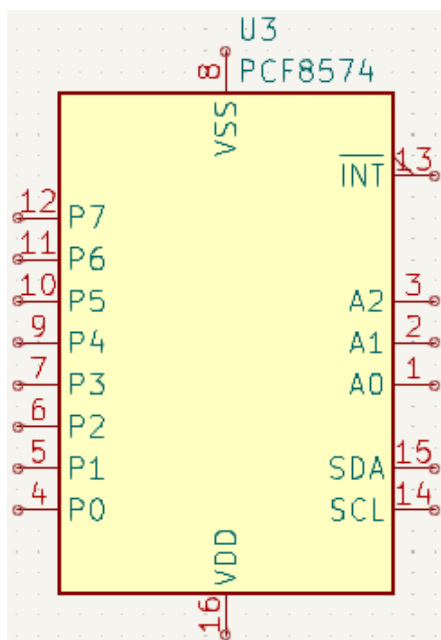 U3
8 PCF8574
VSS
INT 13
12 P7
11 P6
10 P5 A2 3
9 P4 A1 2
7 P3 A0 1
6 P2
5 P1 SDA 15
4 P0 SCL 14
VDD
16